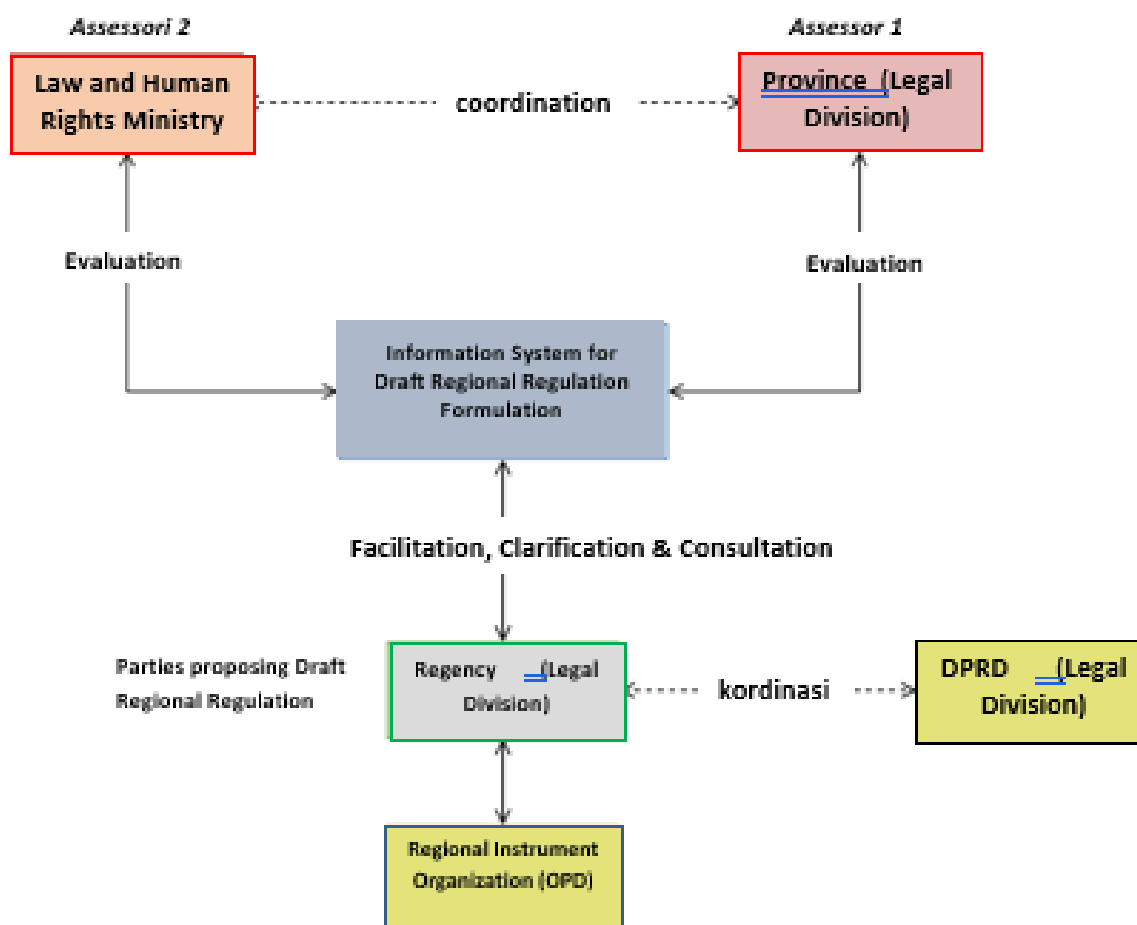 Assessori 2
Assessor 1
Law and Human
Rights Ministry
coordination
Province (Legal
Division)
Evaluation
Evaluation
Information System for
Draft Regional Regulation
Formulation
Facilitation, Clarification & Consultation
Parties proposing Draft
Regional Regulation
Regency (Legal
Division)
kordinasi
DPRD (Legal
Division)
Regional Instrument
Organization (OPD)